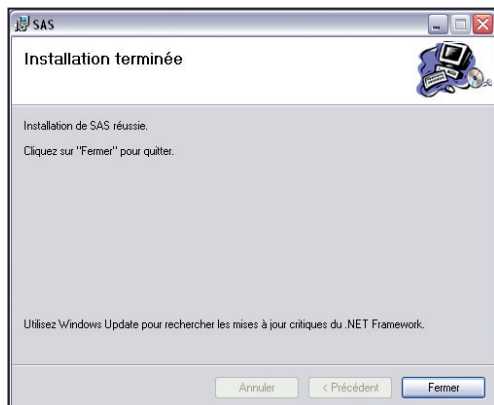 SAS
Installation terminée
Installation de SAS réussie.
Cliquez sur "Fermer" pour quitter.
Utilisez Windows Update pour rechercher les mises à jour critiques du .NET Framework.
Annuler
< Précédent
Fermer